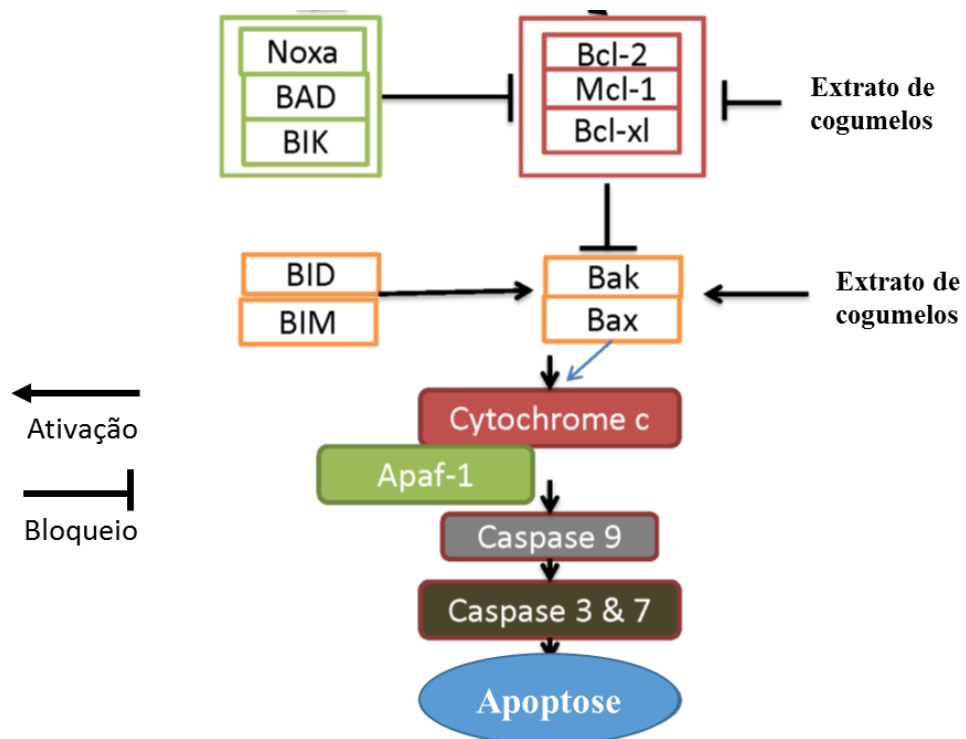 Noxa
BAD
BIK
Bcl-2
Mcl-1
Bcl-xl
Extrato de
cogumelos
BID
BIM
Bak
Bax
Extrato de
cogumelos
Ativação
Bloqueio
Cytochrome c
Apaf-1
Caspase 9
Caspase 3 & 7
Apoptose